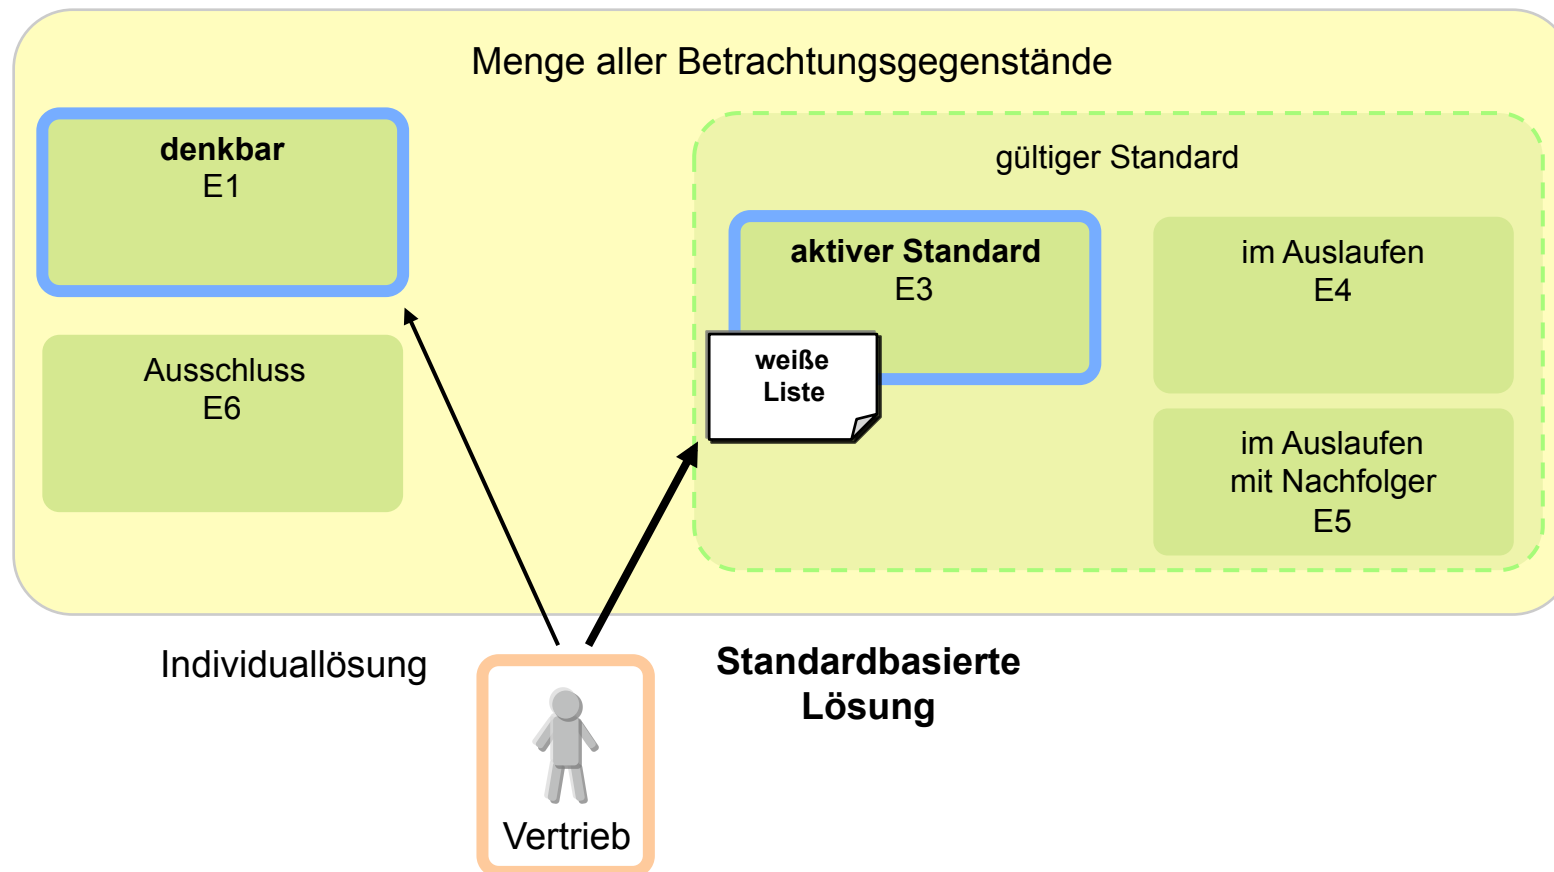 Menge aller Betrachtungsgegenstände
denkbar
E1
Ausschluss
E6
gültiger Standard
aktiver Standard
E3
weiße
Liste
im Auslaufen
E4
im Auslaufen
mit Nachfolger
E5
Individuallösung
Standardbasierte
Lösung
Vertrieb